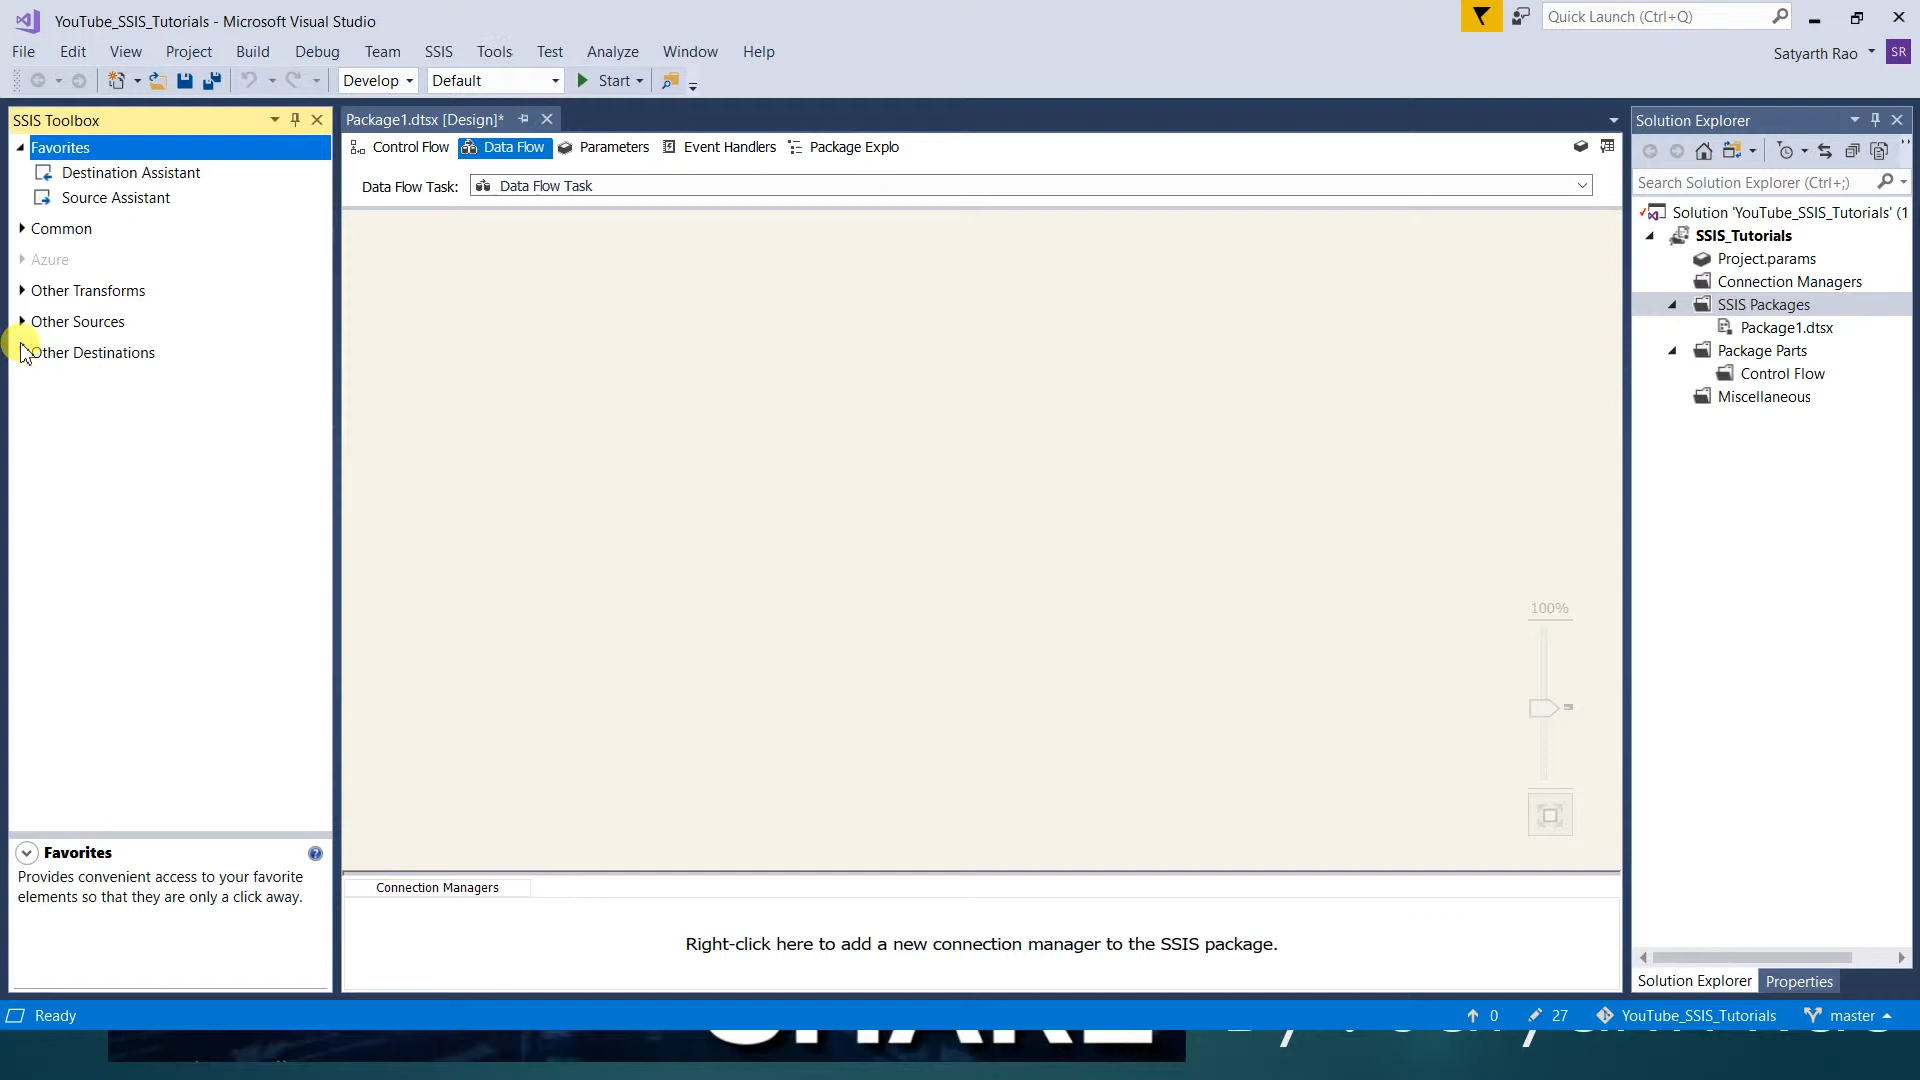 YouTube_SSIS_Tutorials - Microsoft Visual Studio
Quick Launch (Ctrl+Q)
File Edit View Project Build Debug Team SSIS Tools Test Analyze Window Help
Satyarth Rao SR
Develop Default Start
SSIS Toolbox
Favorites
Destination Assistant
Source Assistant
Common
Azure
Other Transforms
Other Sources
Other Destinations
Favorites
Provides convenient access to your favorite
elements so that they are only a click away.
Package1.dtsx [Design]*
Control Flow Data Flow Parameters Event Handlers Package Explo
Data Flow Task: Data Flow Task
100%
Connection Managers
Right-click here to add a new connection manager to the SSIS package.
Solution Explorer
Search Solution Explorer (Ctrl+;)
Solution 'YouTube_SSIS_Tutorials' (1
SSIS_Tutorials
Project.params
Connection Managers
SSIS Packages
Package1.dtsx
Package Parts
Control Flow
Miscellaneous
Solution Explorer Properties
Ready
0 27 YouTube_SSIS_Tutorials master
SHARE